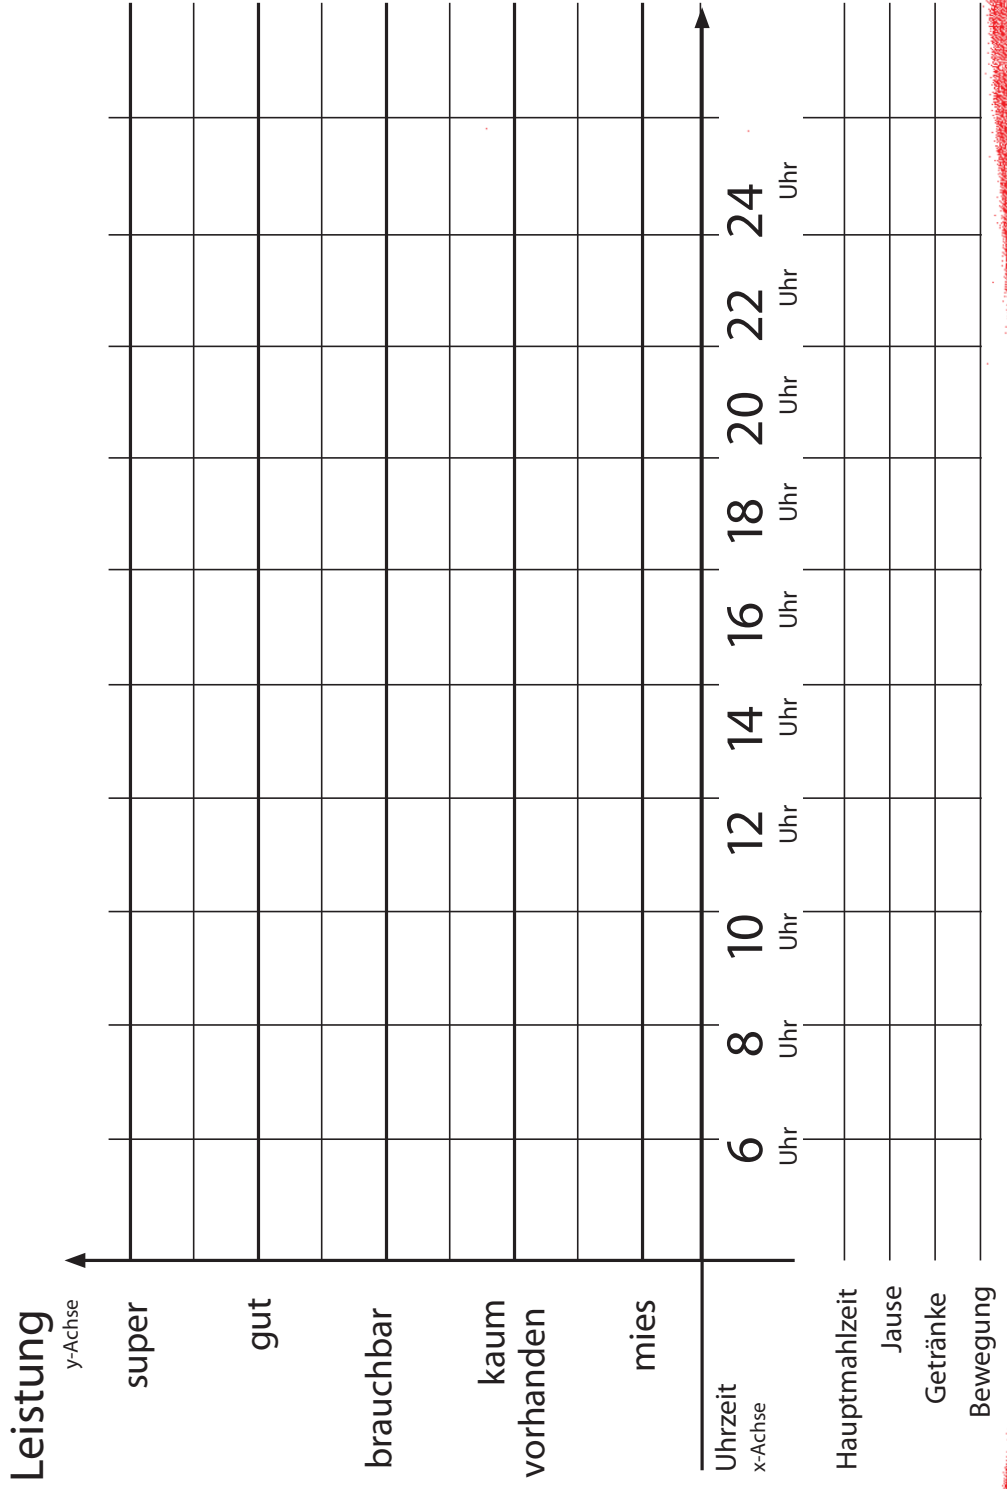 Leistung
y-Achse
super
gut
brauchbar
kaum
vorhanden
mies
Uhrzeit
x-Achse
6 8 10 12 14 16 18 20 22 24
Uhr Uhr Uhr Uhr Uhr Uhr Uhr Uhr Uhr Uhr
Hauptmahlzeit
Jause
Getränke
Bewegung